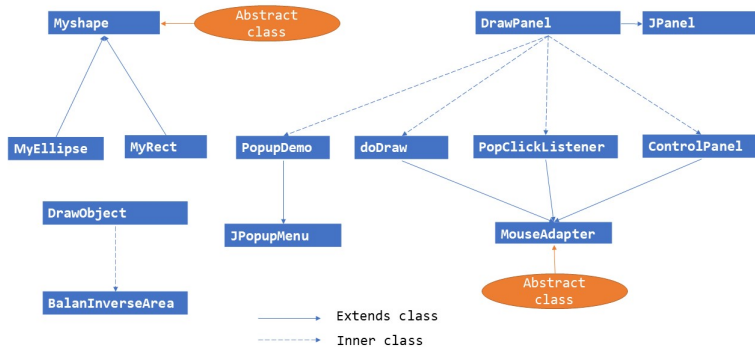 Myshape
Abstract
class
DrawPanel
JPanel
MyEllipse
MyRect
PopupDemo
doDraw
PopClickListener
ControlPanel
DrawObject
JPopupMenu
MouseAdapter
BalanInverseArea
Abstract
class
Extends class
Inner class